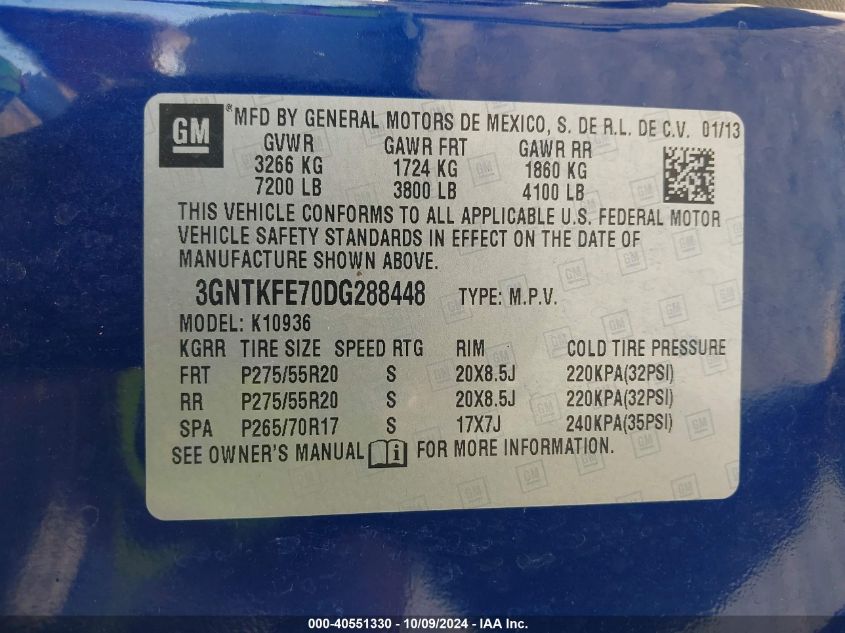 GM ® MFD BY GENERAL MOTORS DE MEXICO, S. DE R.L. DE C.V. 01/13
GVWR GAWR FRT GAWR RR
3266 KG 1724 KG 1860 KG
7200 LB 3800 LB 4100 LB
THIS VEHICLE CONFORMS TO ALL APPLICABLE U.S. FEDERAL MOTOR
VEHICLE SAFETY STANDARDS IN EFFECT ON THE DATE OF
MANUFACTURE SHOWN ABOVE.
3GNTKFE70DG288448 TYPE: M.P.V.
MODEL: K10936
KGRR TIRE SIZE SPEED RTG RIM COLD TIRE PRESSURE
FRT P275/55R20 S 20X8.5J 220KPA(32PSI)
RR P275/55R20 S 20X8.5J 220KPA(32PSI)
SPA P265/70R17 S 17X7J 240KPA(35PSI)
SEE OWNER'S MANUAL i FOR MORE INFORMATION.
000-40551330 - 10/09/2024 - IAA Inc.